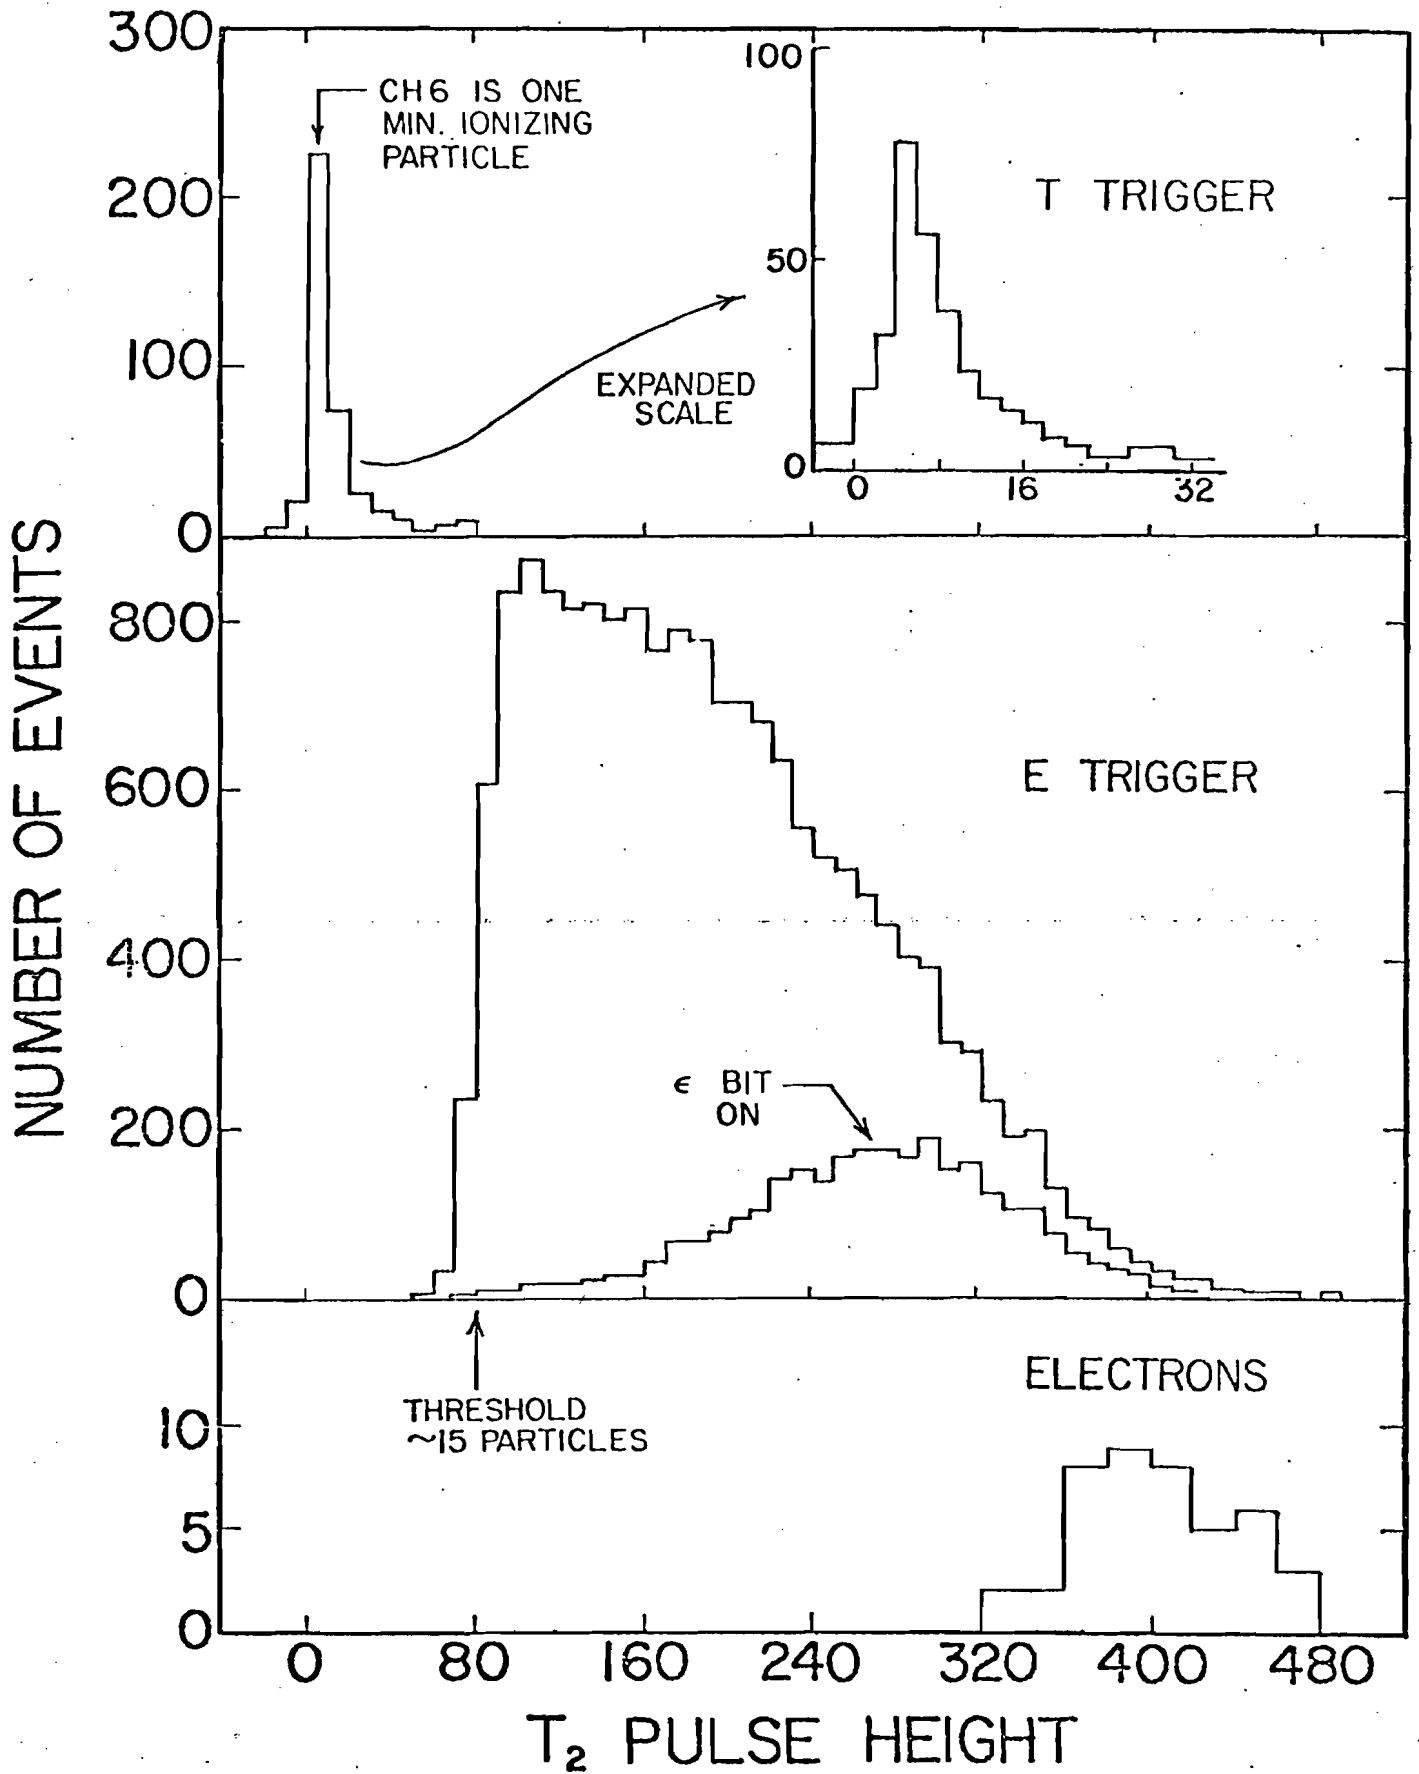 NUMBER OF EVENTS
300
200
100
0
CH6 IS ONE
MIN. IONIZING
PARTICLE
EXPANDED
SCALE
100
50
0
0 16 32
T TRIGGER
800
600
400
200
0
E TRIGGER
ϵ BIT
ON
THRESHOLD
~15 PARTICLES
ELECTRONS
10
5
0
0 80 160 240 320 400 480
T₂ PULSE HEIGHT